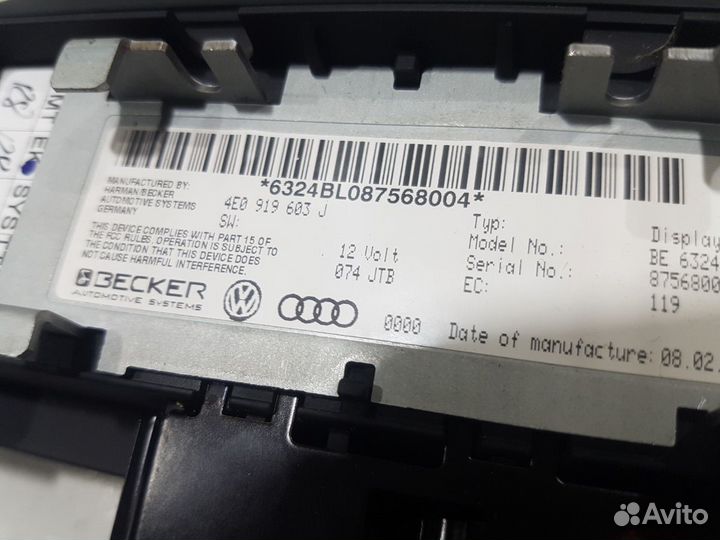 *6324BL087568004*
MANUFACTURED BY:
HARMAN/BECKER
AUTOMOTIVE SYSTEMS
GERMANY
4E0 919 603 J
SW:
THIS DEVICE COMPLIES WITH PART 15 OF
THE FCC RULES, OPERATION IS SUBJECT TO
THE CONDITION THAT THIS DEVICE DOES
NOT CAUSE HARMFUL INTERFERENCE
12 Volt
074 JTB
BECKER
AUTOMOTIVE SYSTEMS
0000
Typ: Display
Model No.: BE 6324
Serial No.: 8756800
EC: 119
Date of manufacture: 08.02.
Avito